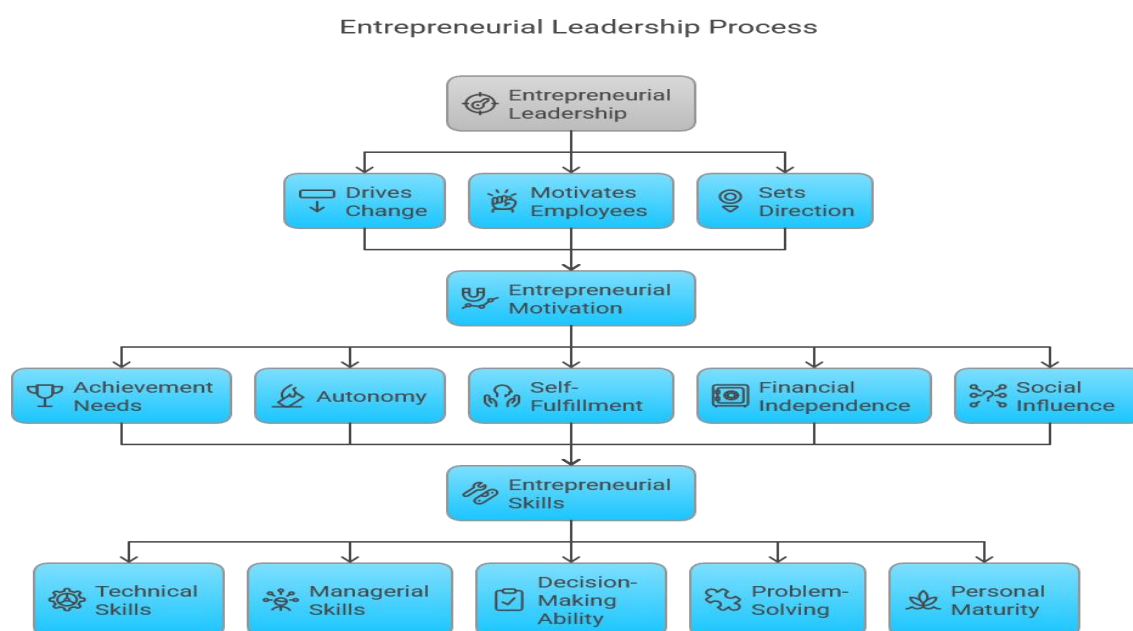 Entrepreneurial Leadership Process
Entrepreneurial
Leadership
Drives
Change
Motivates
Employees
Sets
Direction
Entrepreneurial
Motivation
Achievement
Needs
Autonomy
Self-
Fulfillment
Financial
Independence
Social
Influence
Entrepreneurial
Skills
Technical
Skills
Managerial
Skills
Decision-
Making
Ability
Problem-
Solving
Personal
Maturity